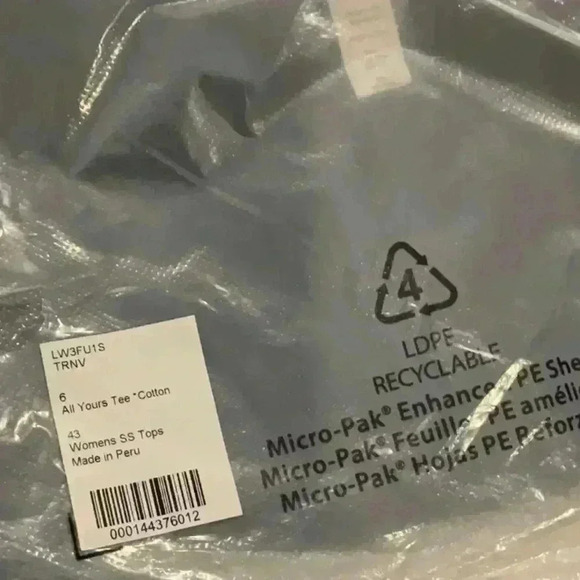 LW3FU1S
TRNV
6
All Yours Tee *Cotton
43
Womens SS Tops
Made in Peru
000144376012
4
LDPE
RECYCLABLE
Micro-Pak® Enhanced PE She
Micro-Pak® Feuilles PE amélio
Micro-Pak® Hojas PE Reforz